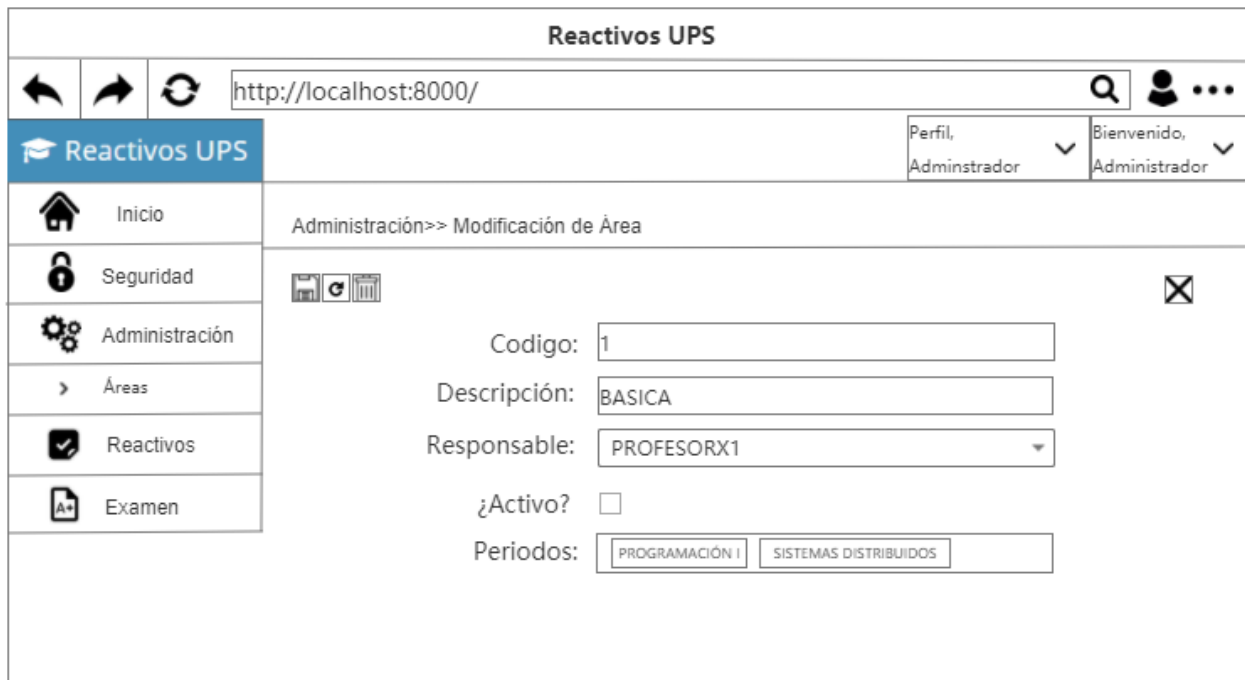 Reactivos UPS
http://localhost:8000/
Reactivos UPS
Perfil,
Adminstrador
Bienvenido,
Administrador
Inicio
Administración>> Modificación de Área
Seguridad
Administración
Áreas
Reactivos
A+
Examen
Codigo: 1
Descripción: BASICA
Responsable: PROFESORX1
¿Activo?
Periodos: PROGRAMACIÓN I SISTEMAS DISTRIBUIDOS